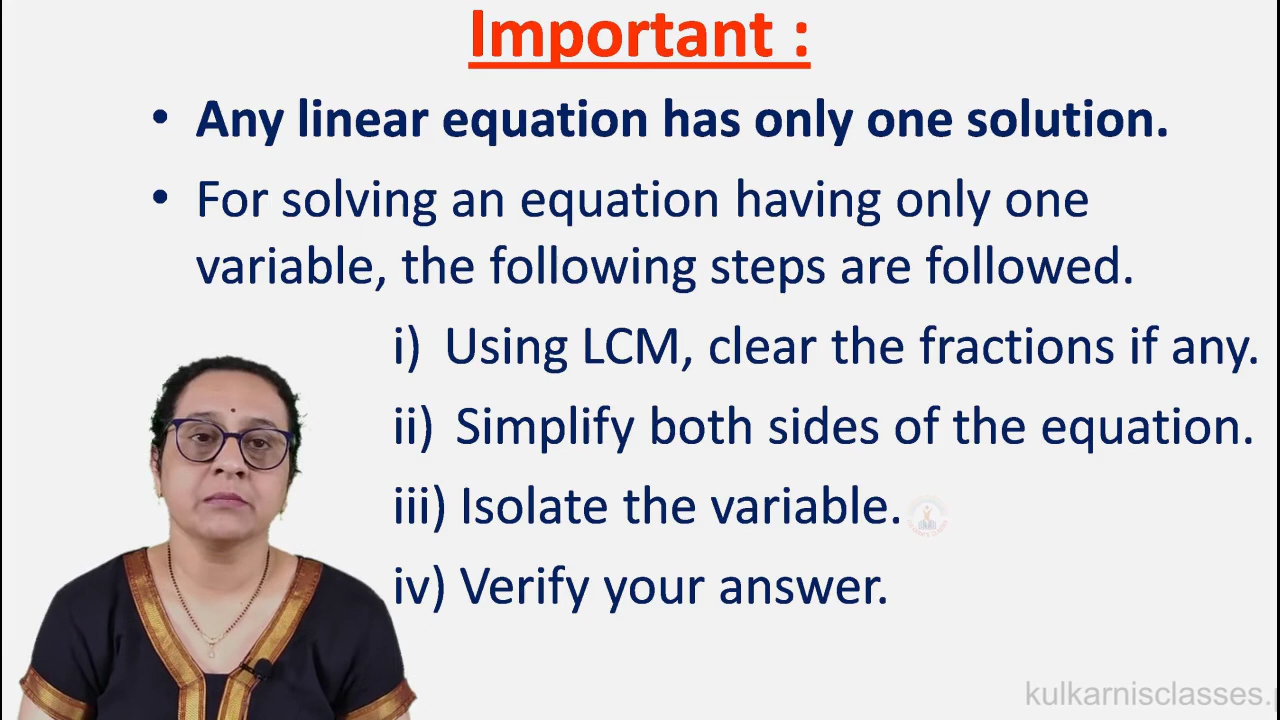 Important :
• Any linear equation has only one solution.
• For solving an equation having only one
variable, the following steps are followed.
i) Using LCM, clear the fractions if any.
ii) Simplify both sides of the equation.
iii) Isolate the variable.
iv) Verify your answer.
kulkarnisclasses.